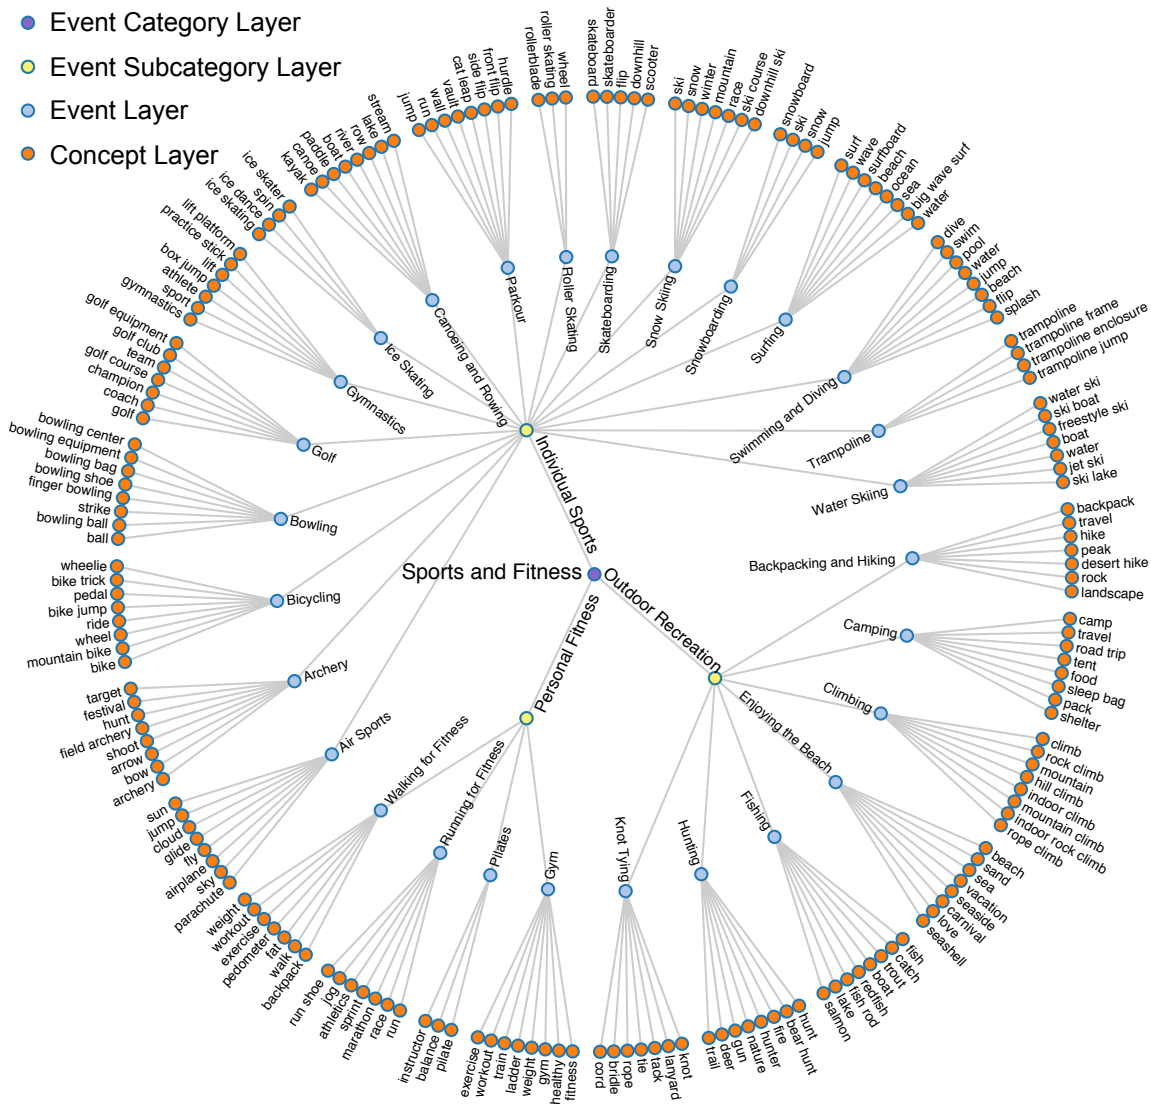 Event Category Layer
Event Subcategory Layer
Event Layer
Concept Layer
Sports and Fitness
Individual Sports
Outdoor Recreation
Personal Fitness
Canoeing and Rowing
stream
lake
row
river
boat
paddle
canoe
kayak
Parkour
jump
run
wall
vault
cat leap
side flip
front flip
hurdle
Roller Skating
rollerblade
roller skating
wheel
Skateboarding
skateboard
skateboarder
flip
downhill
scooter
Snow Skiing
ski
snow
winter
mountain
race
ski course
downhill ski
Snowboarding
snowboard
ski
snow
jump
Surfing
surf
wave
surfboard
beach
ocean
sea
big wave surf
water
Swimming and Diving
dive
swim
pool
water
jump
beach
flip
splash
Trampoline
trampoline
trampoline frame
trampoline enclosure
trampoline jump
Water Skiing
water ski
ski boat
freestyle ski
boat
water
jet ski
ski lake
Backpacking and Hiking
backpack
travel
hike
peak
desert hike
rock
landscape
Camping
camp
travel
road trip
tent
food
sleep bag
pack
shelter
Climbing
climb
rock climb
mountain
hill climb
indoor climb
mountain climb
indoor rock climb
rope climb
Enjoying the Beach
beach
sand
sea
vacation
seaside
carnival
love
seashell
Fishing
fish
catch
trout
boat
redfish
fish rod
lake
salmon
Hunting
hunt
bear hunt
fire
hunter
nature
gun
deer
trail
Knot Tying
knot
lanyard
tack
tie
rope
bridle
cord
Gym
fitness
healthy
gym
weight
ladder
train
workout
exercise
Pilates
pilate
balance
instructor
Running for Fitness
run
race
marathon
sprint
athletics
jog
run shoe
Walking for Fitness
backpack
walk
fat
pedometer
exercise
workout
weight
Air Sports
parachute
sky
airplane
fly
glide
cloud
jump
sun
Archery
archery
bow
arrow
shoot
field archery
hunt
festival
target
Bicycling
bike
mountain bike
wheel
ride
bike jump
pedal
bike trick
wheelie
Bowling
ball
bowling ball
strike
finger bowling
bowling shoe
bowling bag
bowling equipment
bowling center
Golf
golf
coach
champion
golf course
team
golf club
golf equipment
Gymnastics
gymnastics
sport
athlete
box jump
lift
practice stick
lift platform
Ice Skating
ice skating
ice dance
spin
ice skater